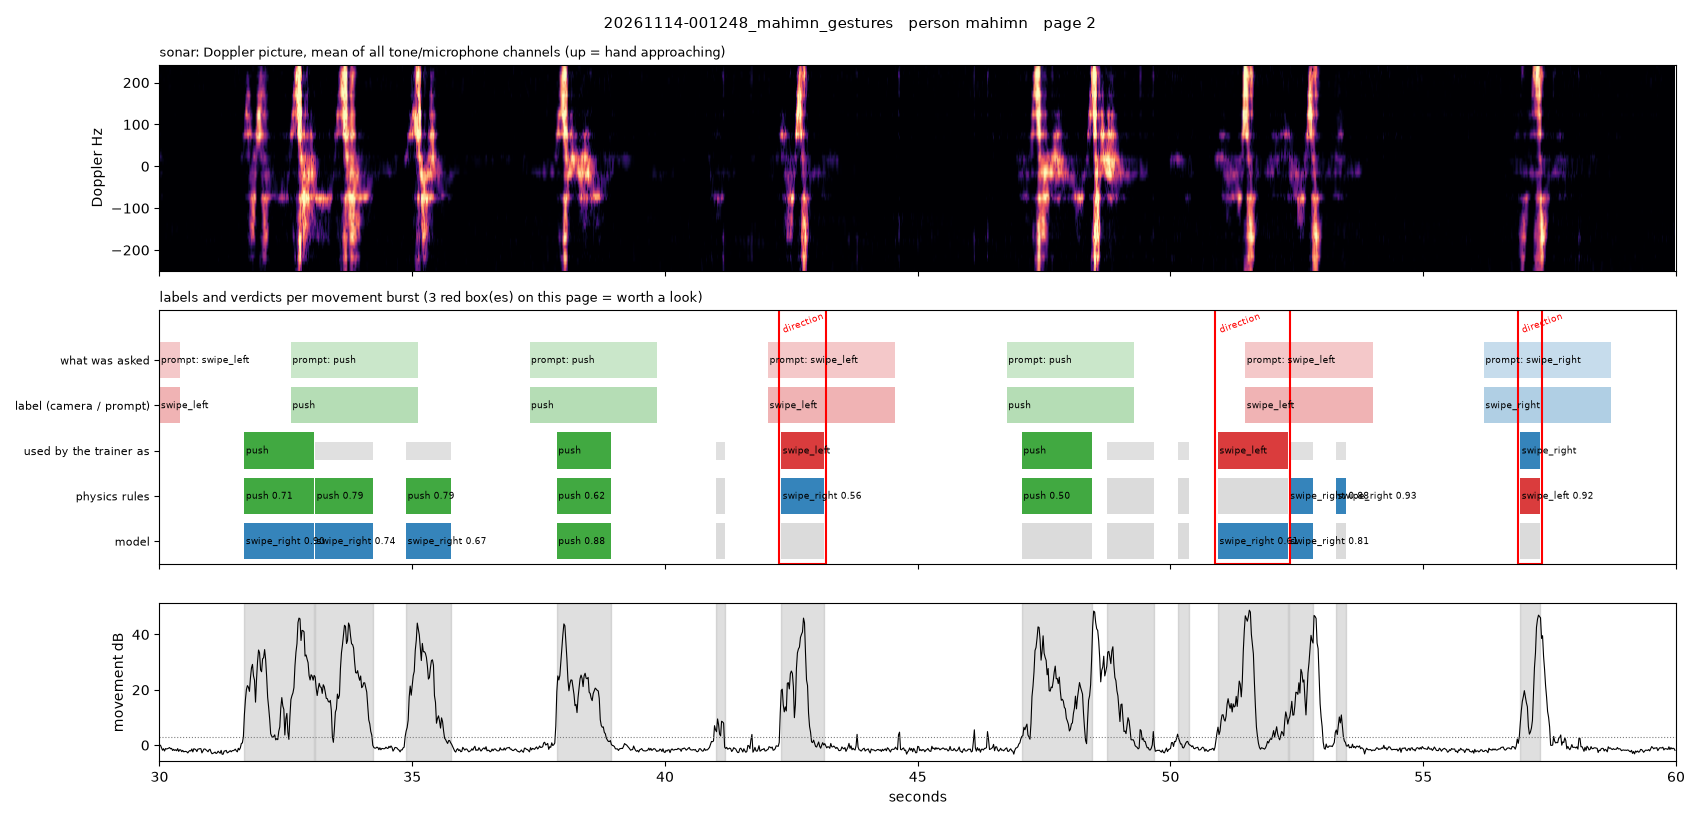 20261114-001248_mahimn_gestures   person mahimn   page 2
sonar: Doppler picture, mean of all tone/microphone channels (up = hand approaching)
200
100
0
−100
−200
Doppler Hz
labels and verdicts per movement burst (3 red box(es) on this page = worth a look)
direction direction direction
what was asked
prompt: swipe_left prompt: push prompt: push prompt: swipe_left prompt: push prompt: swipe_left prompt: swipe_right
label (camera / prompt)
swipe_left push push swipe_left push swipe_left swipe_right
used by the trainer as
push push swipe_left push swipe_left swipe_right
physics rules
push 0.71 push 0.79 push 0.79 push 0.62 swipe_right 0.56 push 0.50 swipe_right 0.88 swipe_right 0.93 swipe_left 0.92
model
swipe_right swipe_right 0.74 swipe_right 0.67 push 0.88 swipe_right swipe_right 0.81
40
20
0
movement dB
30 35 40 45 50 55 60
seconds